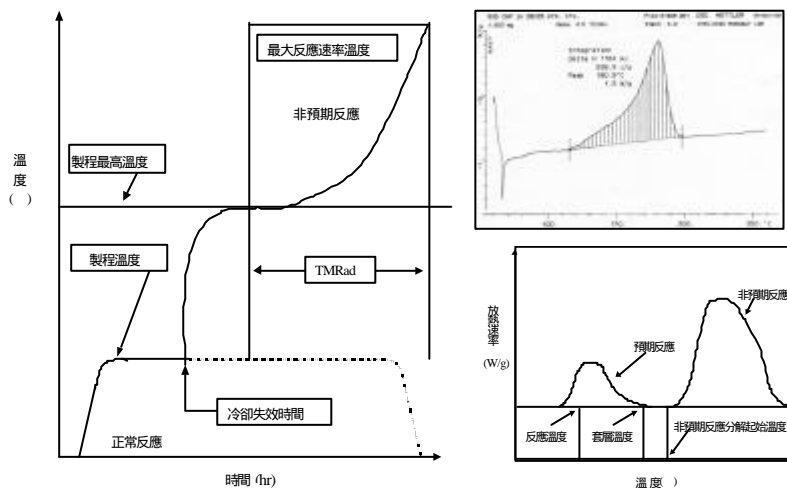 最大反應速率溫度
非預期反應
溫
度
( )
製程最高溫度
製程溫度
TMRad
冷卻失效時間
正常反應
時間 (hr)
Integration
Peak
放熱速率
(W/g)
預期反應
非預期反應
反應溫度
套層溫度
非預期反應分解起始溫度
溫度( )